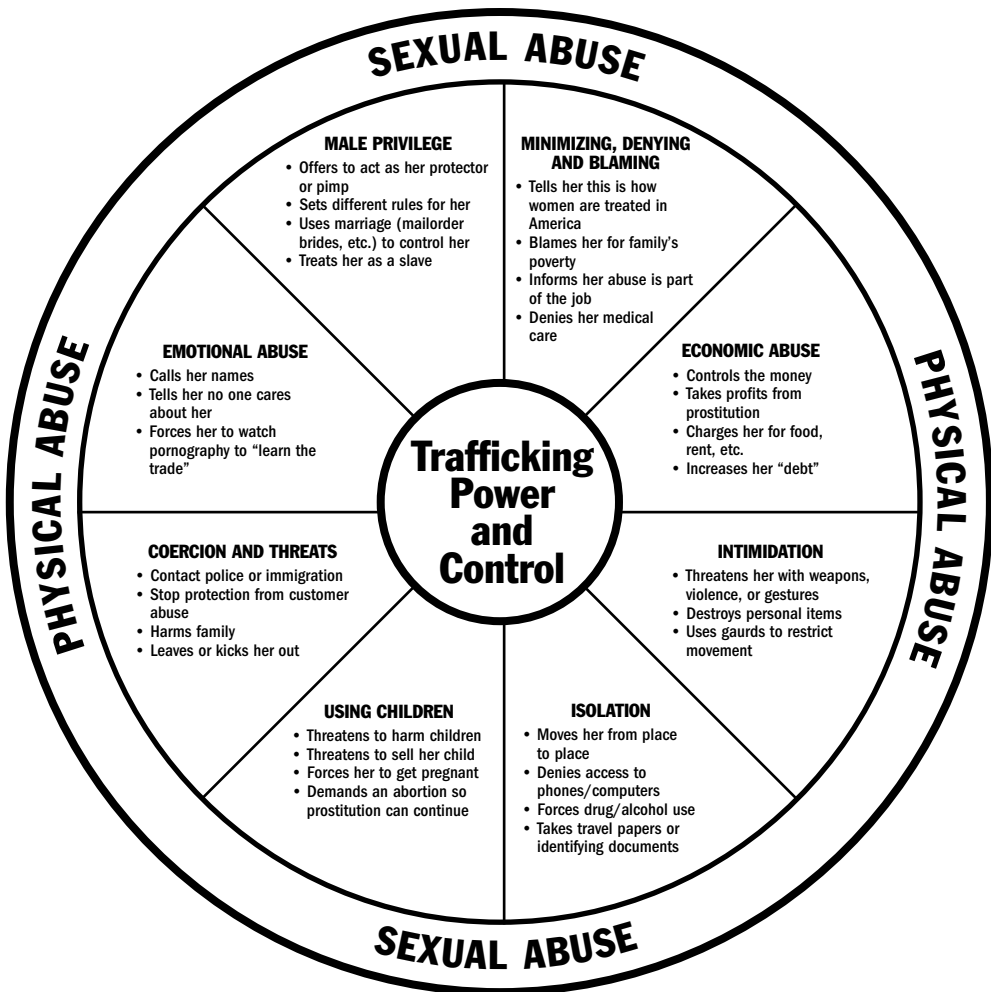 SEXUAL ABUSE
MALE PRIVILEGE
• Offers to act as her protector
or pimp
• Sets different rules for her
• Uses marriage (mailorder
brides, etc.) to control her
• Treats her as a slave
MINIMIZING, DENYING
AND BLAMING
• Tells her this is how
women are treated in
America
• Blames her for family's
poverty
• Informs her abuse is part
of the job
• Denies her medical
care
PHYSICAL ABUSE
EMOTIONAL ABUSE
• Calls her names
• Tells her no one cares
about her
• Forces her to watch
pornography to “learn the
trade”
ECONOMIC ABUSE
• Controls the money
• Takes profits from
prostitution
• Charges her for food,
rent, etc.
• Increases her “debt”
PHYSICAL ABUSE
Trafficking
Power
and
Control
COERCION AND THREATS
• Contact police or immigration
• Stop protection from customer
abuse
• Harms family
• Leaves or kicks her out
INTIMIDATION
• Threatens her with weapons,
violence, or gestures
• Destroys personal items
• Uses gaurds to restrict
movement
USING CHILDREN
• Threatens to harm children
• Threatens to sell her child
• Forces her to get pregnant
• Demands an abortion so
prostitution can continue
ISOLATION
• Moves her from place
to place
• Denies access to
phones/computers
• Forces drug/alcohol use
• Takes travel papers or
identifying documents
SEXUAL ABUSE